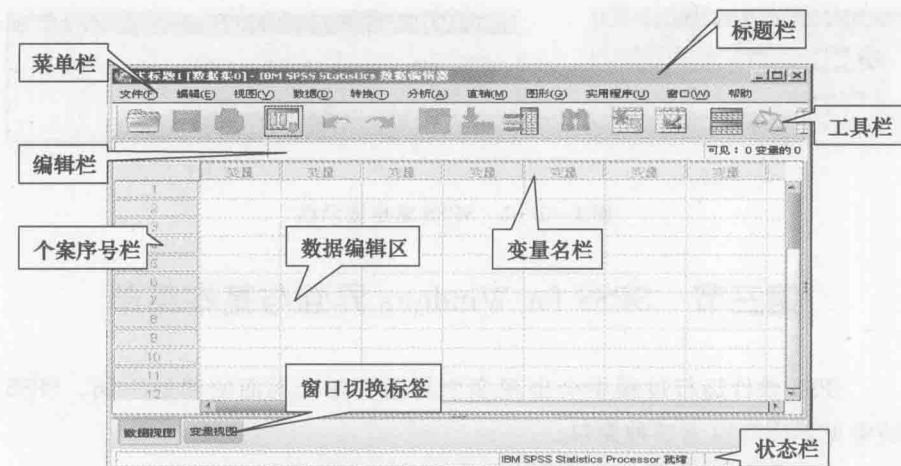 标题栏
菜单栏
未标题1 [数据集0] - IBM SPSS Statistics 数据编辑器
文件(F) 编辑(E) 视图(V) 数据(D) 转换(T) 分析(A) 直销(M) 图形(G) 实用程序(U) 窗口(W) 帮助
工具栏
编辑栏
可见: 0 变量的 0
变量 变量 变量 变量 变量 变量 变量
1
个案序号栏
数据编辑区
变量名栏
5
6
7
8
9
10
11
12
窗口切换标签
数据视图 变量视图
状态栏
IBM SPSS Statistics Processor 就绪